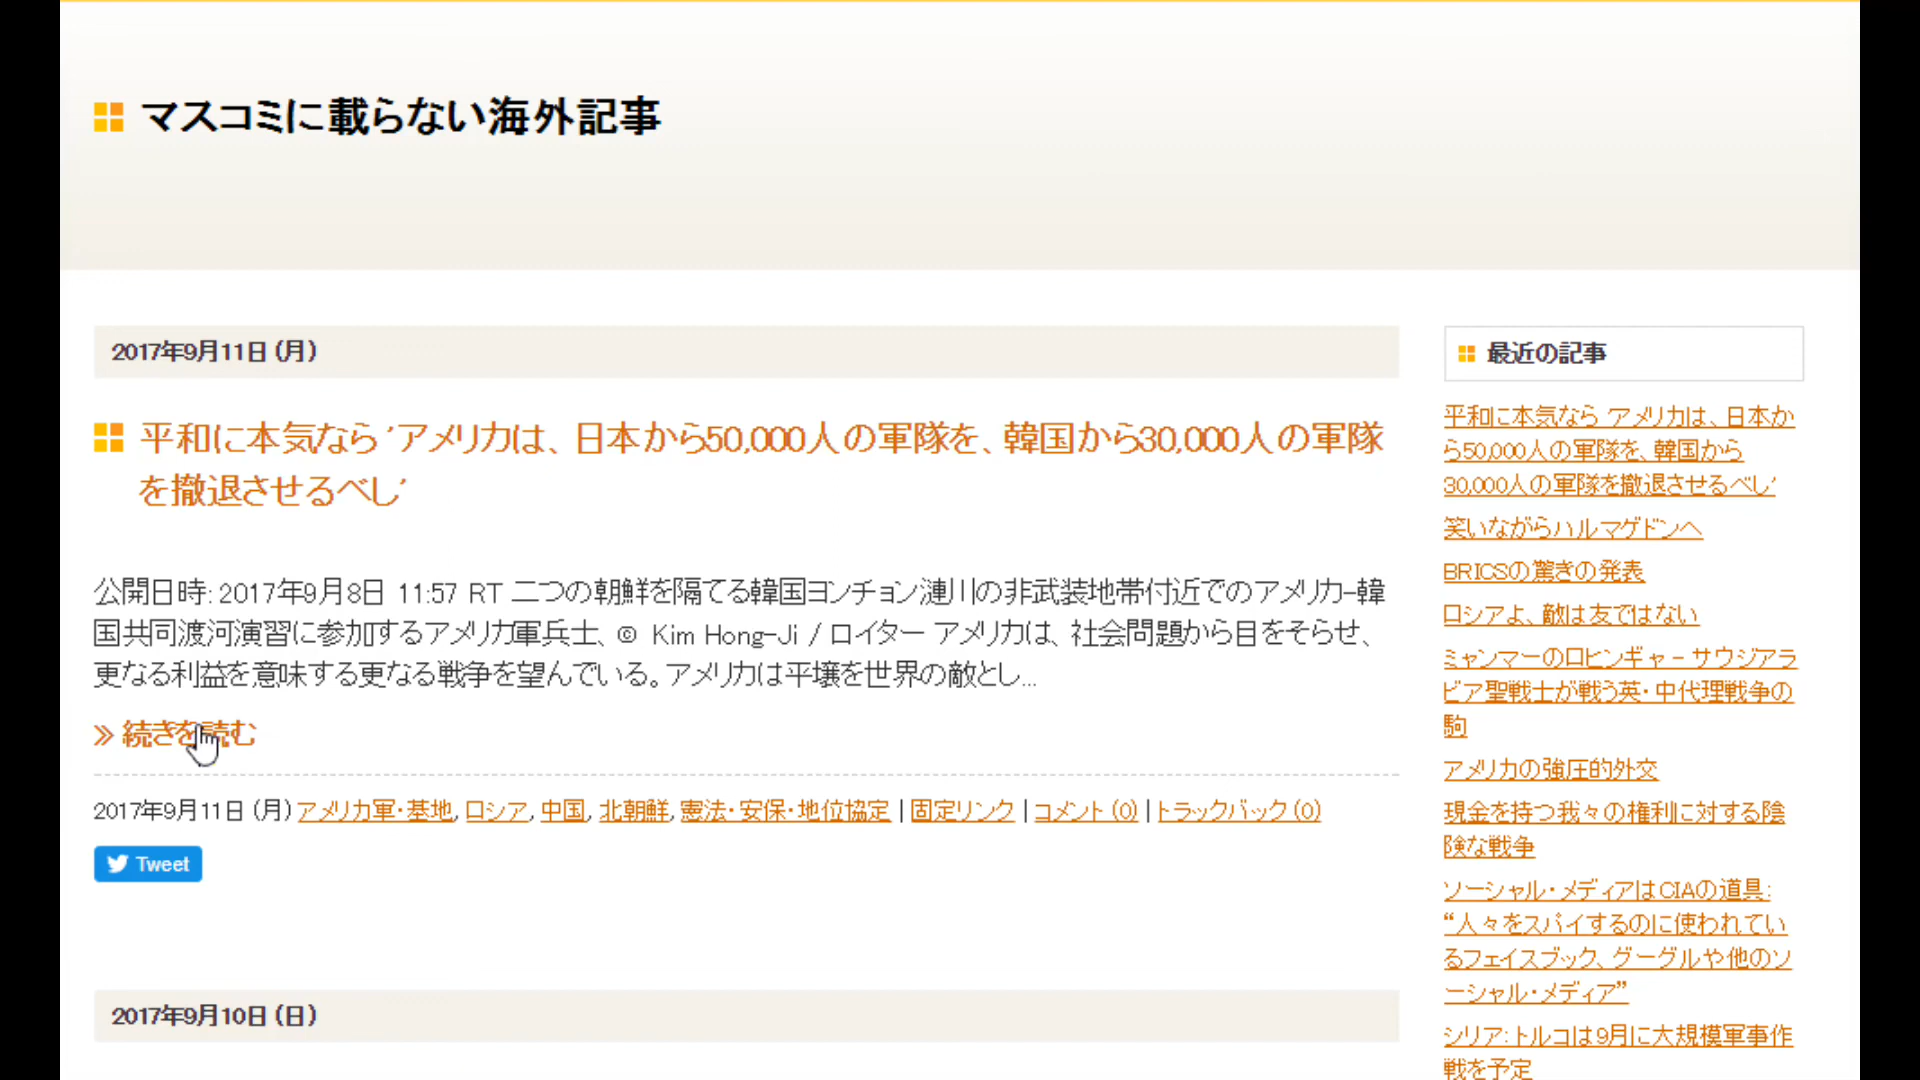 マスコミに載らない海外記事
2017年9月11日 (月)
平和に本気なら ’アメリカは、日本から50,000人の軍隊を、韓国から30,000人の軍隊
を撤退させるべし’
公開日時: 2017年9月8日 11:57 RT 二つの朝鮮を隔てる韓国ヨンチョン漣川の非武装地帯付近でのアメリカ-韓
国共同渡河演習に参加するアメリカ軍兵士、© Kim Hong-Ji / ロイター アメリカは、社会問題から目をそらせ、
更なる利益を意味する更なる戦争を望んでいる。アメリカは平壌を世界の敵とし...
» 続きを読む
2017年9月11日 (月) アメリカ軍・基地, ロシア, 中国, 北朝鮮, 憲法・安保・地位協定 | 固定リンク | コメント (0) | トラックバック (0)
Tweet
2017年9月10日 (日)
最近の記事
平和に本気なら ’アメリカは、日本か
ら50,000人の軍隊を、韓国から
30,000人の軍隊を撤退させるべし’
笑いながらハルマゲドンへ
BRICSの驚きの発表
ロシアよ、敵は友ではない
ミャンマーのロヒンギャ - サウジアラ
ビア聖戦士が戦う英・中代理戦争の
駒
アメリカの強圧的外交
現金を持つ我々の権利に対する陰
険な戦争
ソーシャル・メディアはCIAの道具:
“人々をスパイするのに使われてい
るフェイスブック、グーグルや他のソ
ーシャル・メディア”
シリア: トルコは9月に大規模軍事作
戦を予定